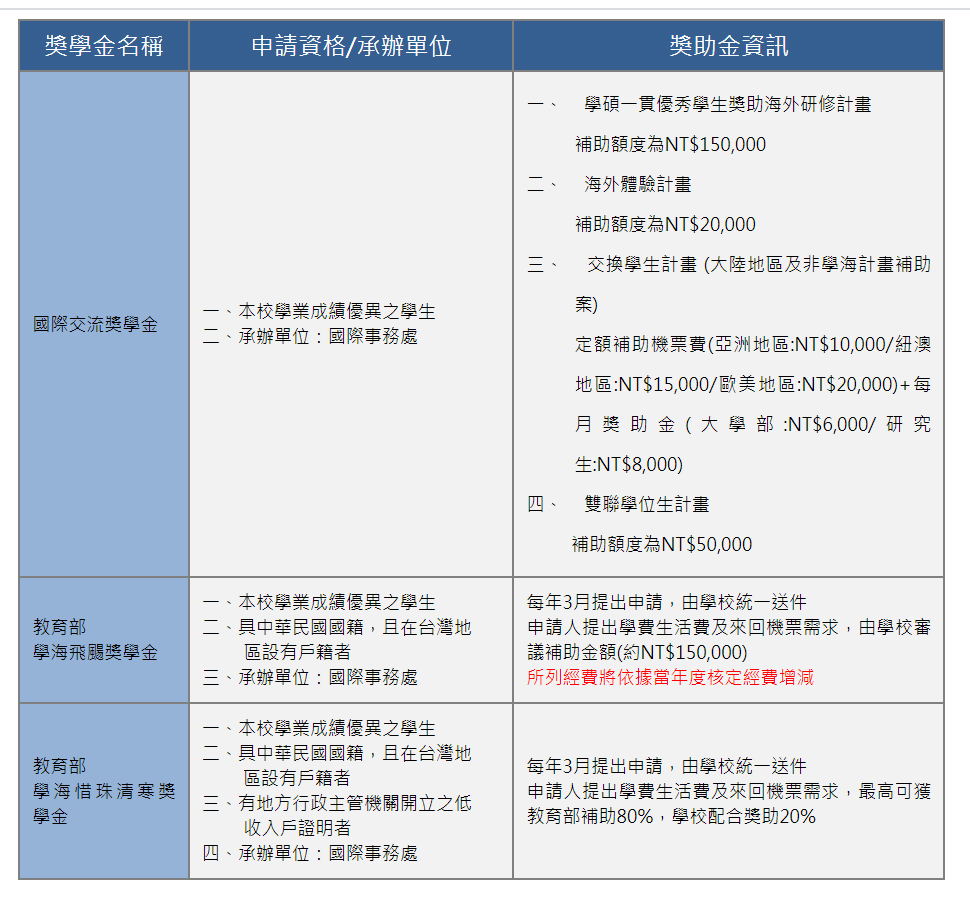 獎學金名稱
申請資格/承辦單位
獎助金資訊
國際交流獎學金
一、本校學業成績優異之學生
二、承辦單位：國際事務處
一、 學碩一貫優秀學生獎助海外研修計畫
補助額度為NT$150,000
二、 海外體驗計畫
補助額度為NT$20,000
三、 交換學生計畫 (大陸地區及非學海計畫補助
案)
定額補助機票費(亞洲地區:NT$10,000/紐澳
地區:NT$15,000/歐美地區:NT$20,000)+每
月獎助金(大學部:NT$6,000/研究
生:NT$8,000)
四、 雙聯學位生計畫
補助額度為NT$50,000
教育部
學海飛颺獎學金
一、本校學業成績優異之學生
二、具中華民國國籍，且在台灣地
區設有戶籍者
三、承辦單位：國際事務處
每年3月提出申請，由學校統一送件
申請人提出學費生活費及來回機票需求，由學校審
議補助金額(約NT$150,000)
所列經費將依據當年度核定經費增減
教育部
學海惜珠清寒獎
學金
一、本校學業成績優異之學生
二、具中華民國國籍，且在台灣地
區設有戶籍者
三、有地方行政主管機關開立之低
收入戶證明者
四、承辦單位：國際事務處
每年3月提出申請，由學校統一送件
申請人提出學費生活費及來回機票需求，最高可獲
教育部補助80%，學校配合獎助20%